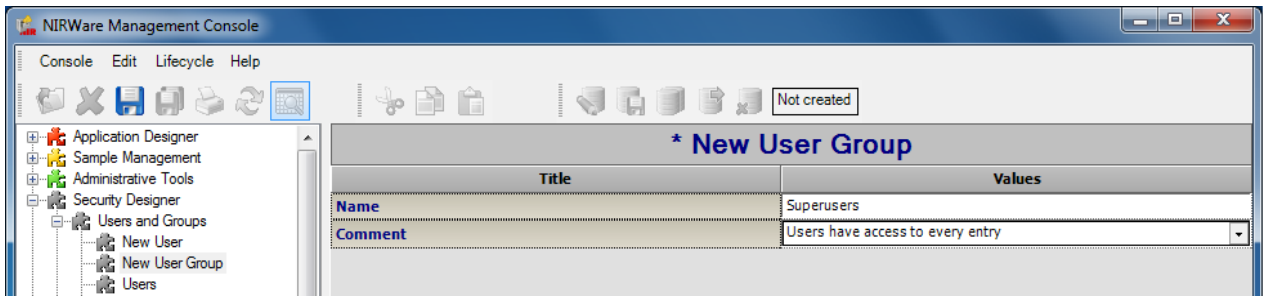 NIRWare Management Console
Console Edit Lifecycle Help
Not created
Application Designer
Sample Management
Administrative Tools
Security Designer
Users and Groups
New User
New User Group
Users
* New User Group
Title Values
Name Superusers
Comment Users have access to every entry